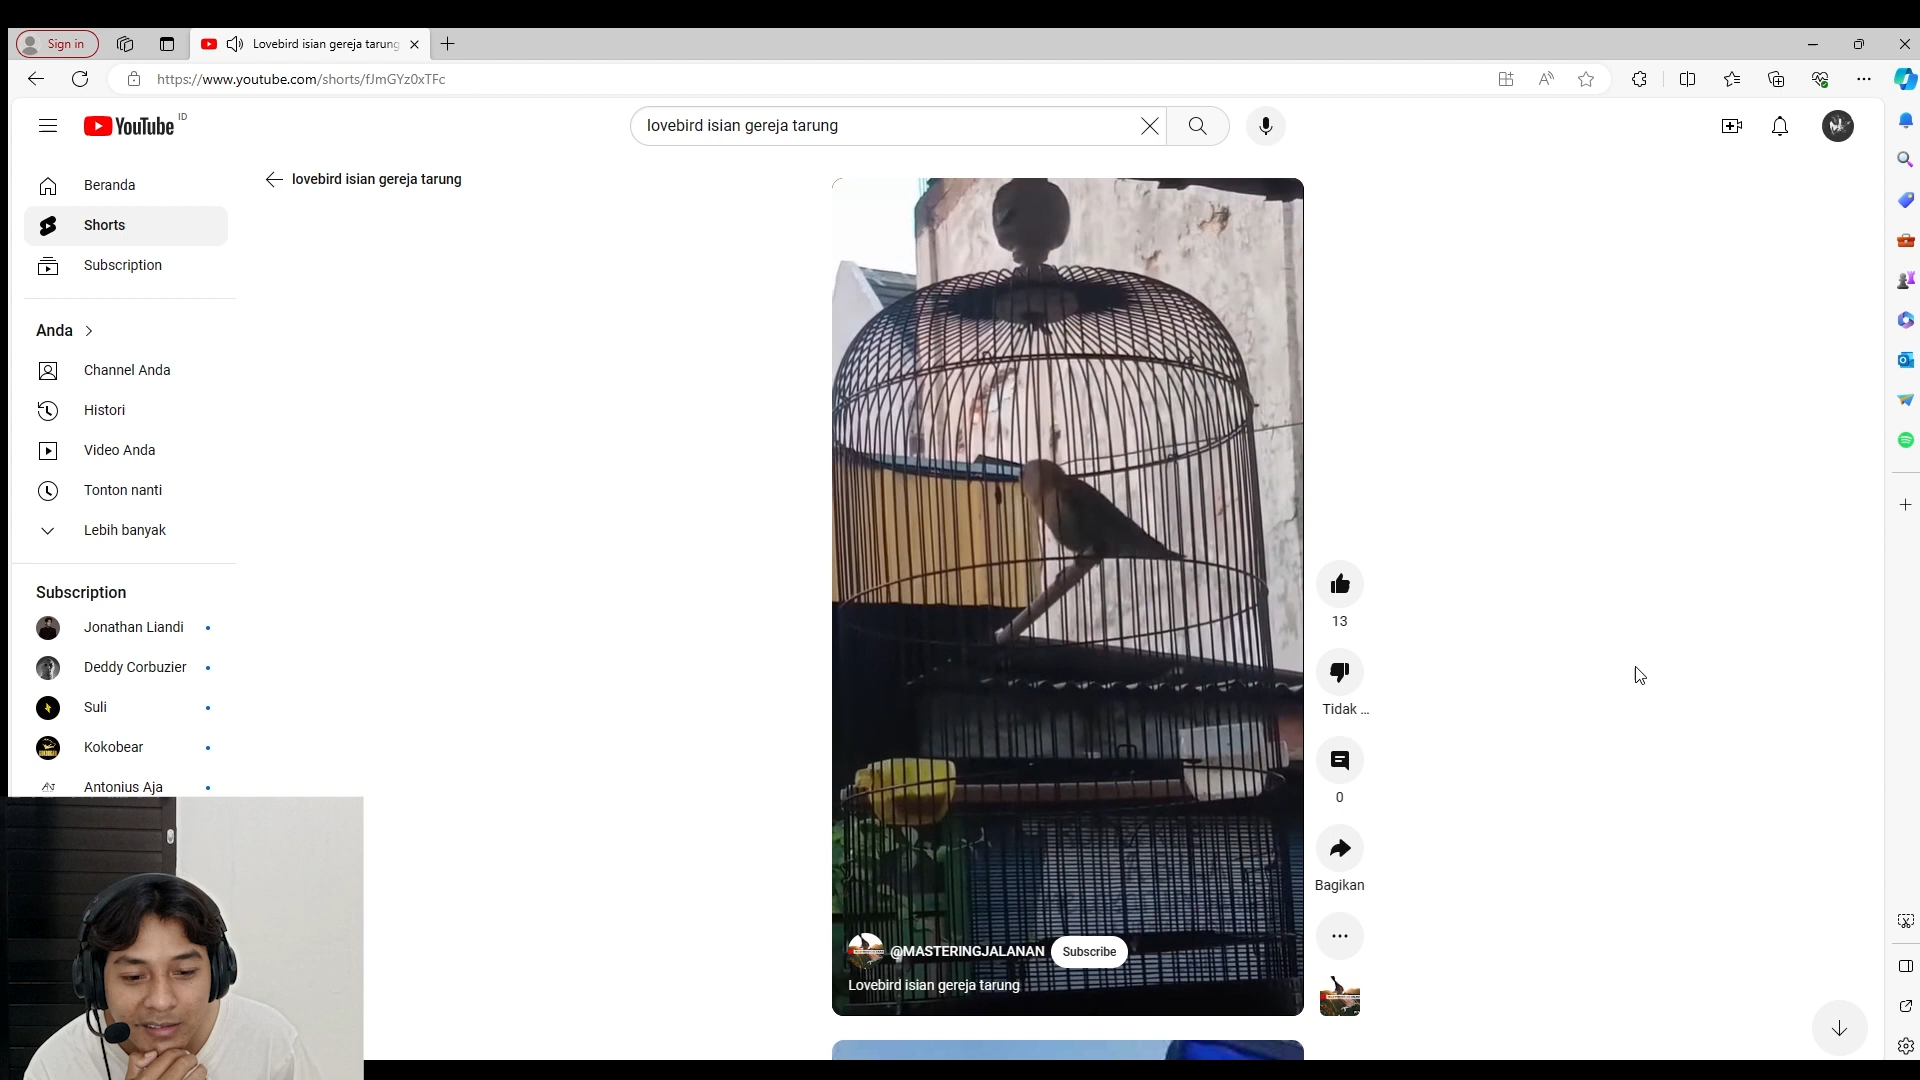 Sign in
Lovebird isian gereja tarung
https://www.youtube.com/shorts/fJmGYz0xTFc
YouTube ID
lovebird isian gereja tarung
Beranda
lovebird isian gereja tarung
Shorts
Subscription
Anda
Channel Anda
Histori
Video Anda
Tonton nanti
Lebih banyak
Subscription
Jonathan Liandi
Deddy Corbuzier
Suli
Kokobear
Antonius Aja
13
Tidak ...
0
Bagikan
@MASTERINGJALANAN
Subscribe
Lovebird isian gereja tarung